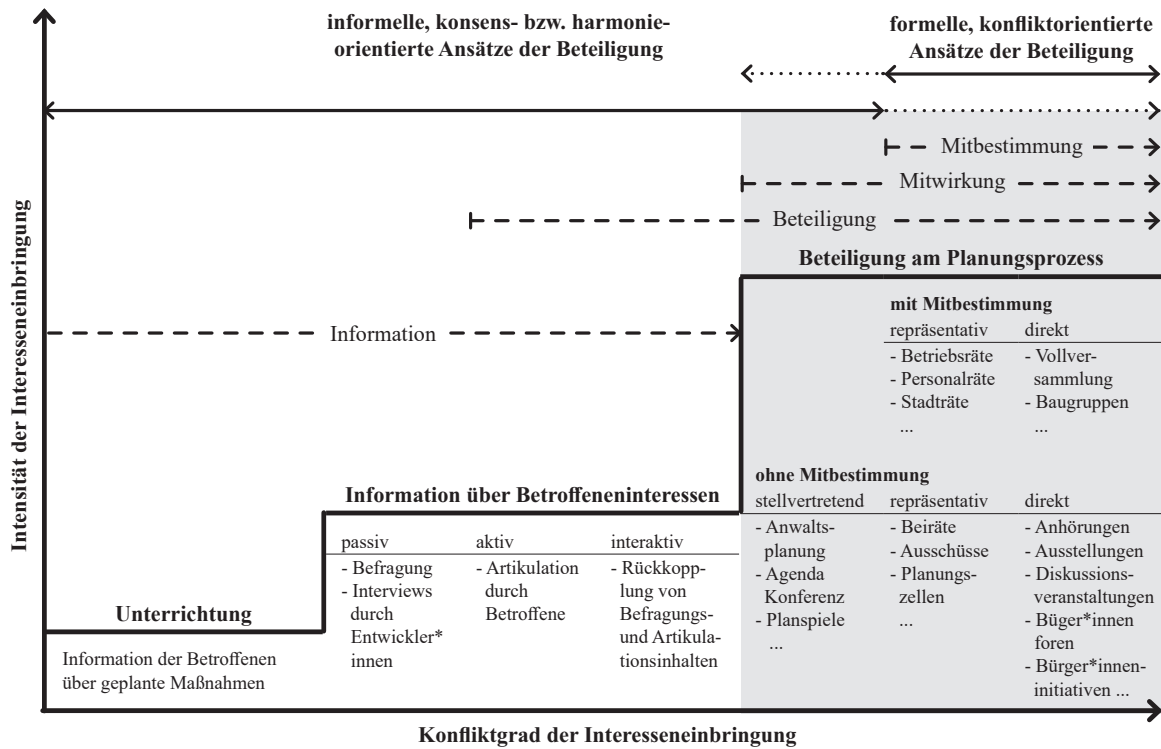 informelle, konsens- bzw. harmonie-
orientierte Ansätze der Beteiligung
formelle, konfliktorientierte
Ansätze der Beteiligung
Mitbestimmung
Mitwirkung
Beteiligung
Information
Intensität der Interesseneinbringung
Unterrichtung
Information der Betroffenen
über geplante Maßnahmen
Information über Betroffeneninteressen
passiv
- Befragung
- Interviews
durch
Entwickler*
innen
aktiv
- Artikulation
durch
Betroffene
interaktiv
- Rückkopp-
lung von
Befragungs-
und Artikula-
tionsinhalten
Beteiligung am Planungsprozess
mit Mitbestimmung
repräsentativ
- Betriebsräte
- Personalräte
- Stadträte
...
direkt
- Vollver-
sammlung
- Baugruppen
...
ohne Mitbestimmung
stellvertretend
- Anwalts-
planung
- Agenda
Konferenz
- Planspiele
...
repräsentativ
- Beiräte
- Ausschüsse
- Planungs-
zellen
...
direkt
- Anhörungen
- Ausstellungen
- Diskussions-
veranstaltungen
- Büger*innen
foren
- Bürger*innen-
initiativen ...
Konfliktgrad der Interesseneinbringung